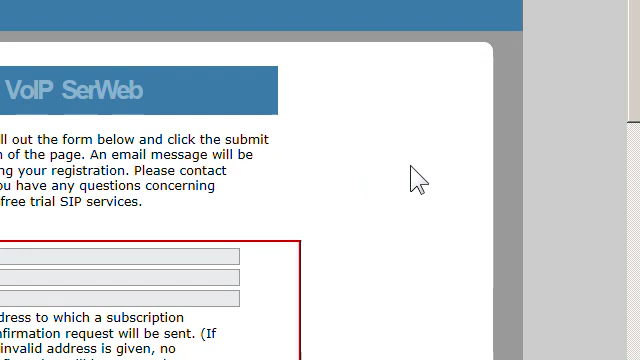 VoIP SerWeb
ll out the form below and click the submit
n of the page. An email message will be
ng your registration. Please contact
ou have any questions concerning
free trial SIP services.
dress to which a subscription
nfirmation request will be sent. (If
invalid address is given, no